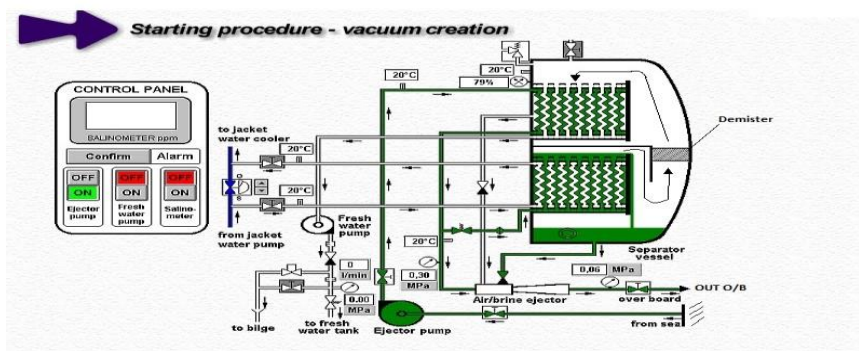 Starting procedure - vacuum creation
CONTROL PANEL
SALINOMETER ppm
Confirm Alarm
OFF OFF OFF
ON ON ON
Ejector pump
Fresh water pump
Salino-meter
to jacket water cooler
20°C
20°C
from jacket water pump
20°C
20°C
79%
Demister
Fresh water pump
20°C
0 l/min
0.00 MPa
0,30 MPa
0,06 MPa
Separator vessel
Air/brine ejector
over board
OUT O/B
to bilge
to fresh water tank
Ejector pump
from sea